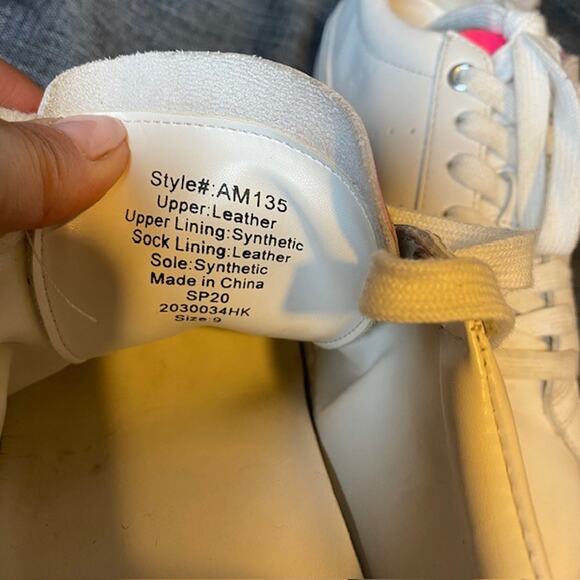 Style#:AM135
Upper:Leather
Upper Lining:Synthetic
Sock Lining:Leather
Sole:Synthetic
Made in China
SP20
2030034HK
Size:9